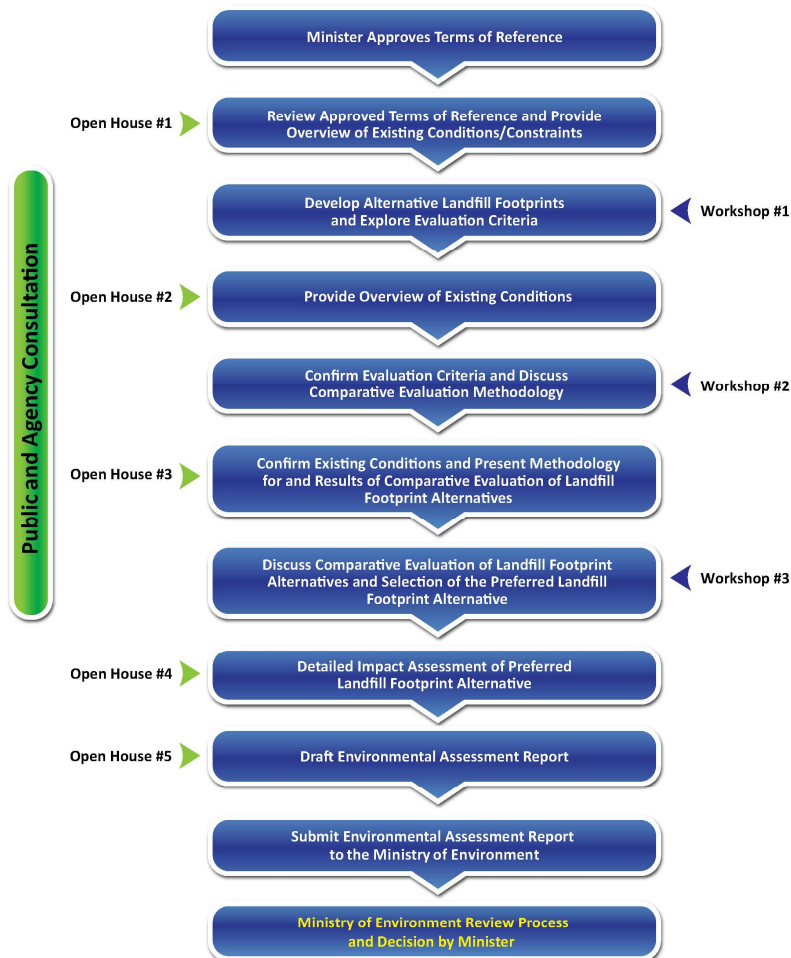 Minister Approves Terms of Reference
Open House #1
Review Approved Terms of Reference and Provide
Overview of Existing Conditions/Constraints
Develop Alternative Landfill Footprints
and Explore Evaluation Criteria
Workshop #1
Public and Agency Consultation
Open House #2
Provide Overview of Existing Conditions
Confirm Evaluation Criteria and Discuss
Comparative Evaluation Methodology
Workshop #2
Open House #3
Confirm Existing Conditions and Present Methodology
for and Results of Comparative Evaluation of Landfill
Footprint Alternatives
Discuss Comparative Evaluation of Landfill Footprint
Alternatives and Selection of the Preferred Landfill
Footprint Alternative
Workshop #3
Open House #4
Detailed Impact Assessment of Preferred
Landfill Footprint Alternative
Open House #5
Draft Environmental Assessment Report
Submit Environmental Assessment Report
to the Ministry of Environment
Ministry of Environment Review Process
and Decision by Minister